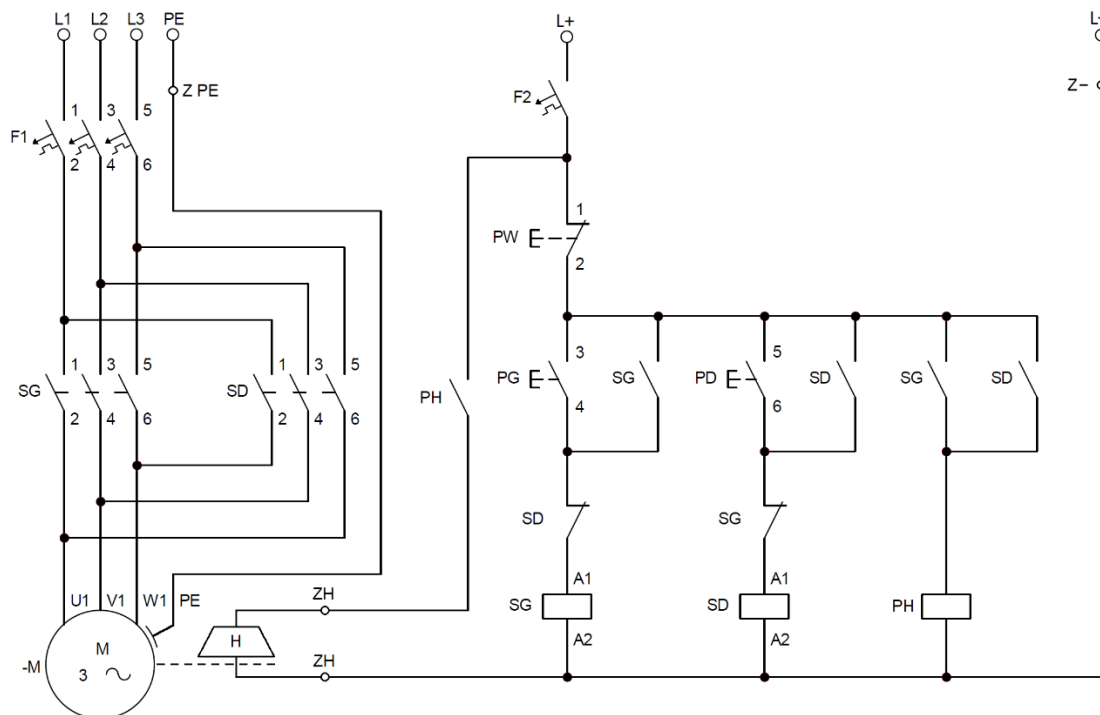 L1 L2 L3 PE L+ L-
Z PE
Z-
F2
1 3 5
F1
2 4 6
1
PW
2
1 3 5 1 3 5 3 5
SG SD PH PG SG PD SD SG SD
2 4 6 2 4 6 4 6
SD SG
A1 A1
U1 V1 W1 PE ZH SG SD PH
A2 A2
H
M
-M
3
ZH